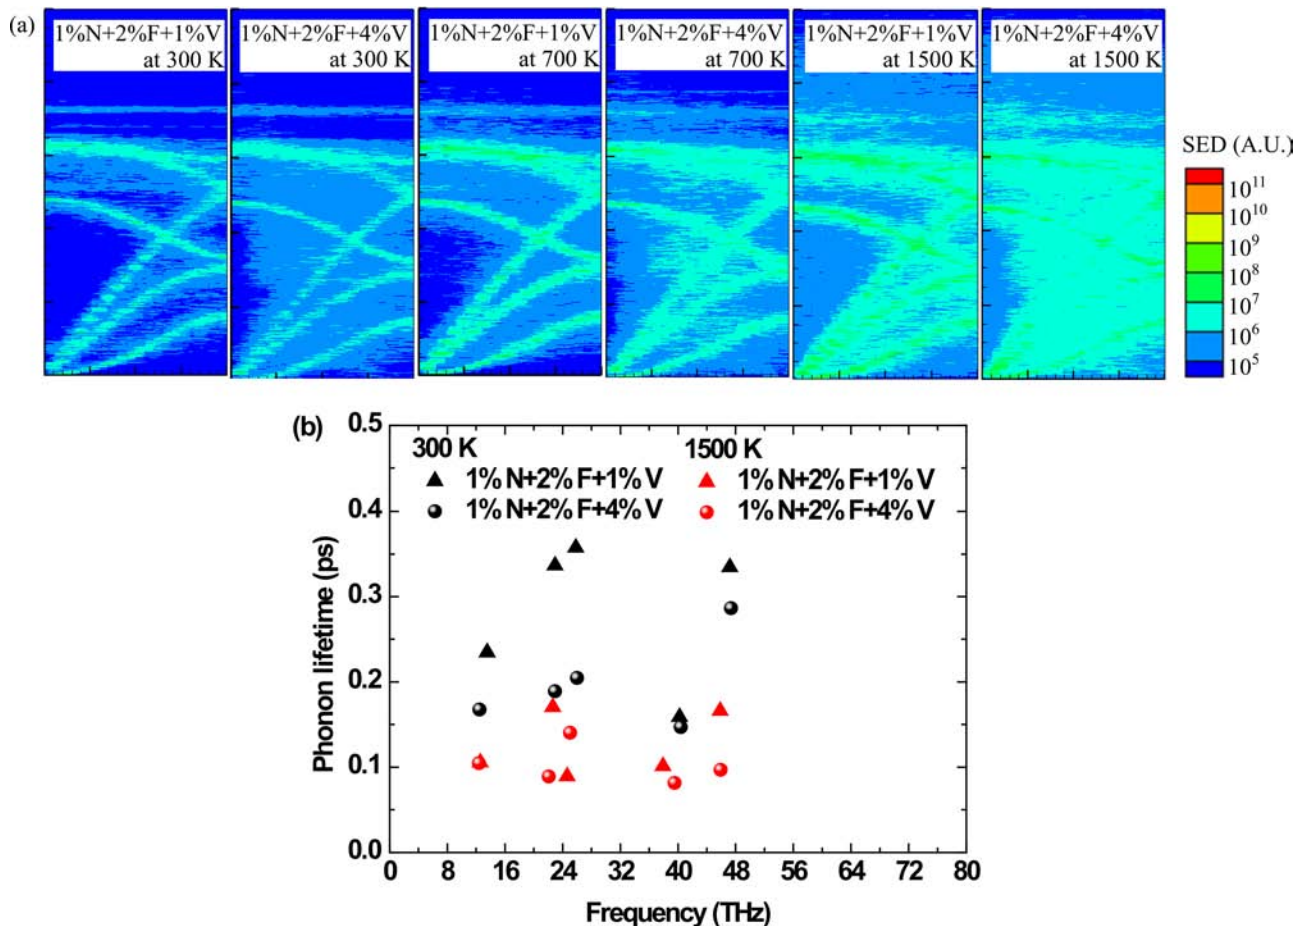 (a)
1%N+2%F+1%V
at 300 K
1%N+2%F+4%V
at 300 K
1%N+2%F+1%V
at 700 K
1%N+2%F+4%V
at 700 K
1%N+2%F+1%V
at 1500 K
1%N+2%F+4%V
at 1500 K
SED (A.U.)
10¹¹
10¹⁰
10⁹
10⁸
10⁷
10⁶
10⁵
(b)
0.5
0.4
0.3
0.2
0.1
0.0
Phonon lifetime (ps)
300 K
1% N+2% F+1% V
1% N+2% F+4% V
1500 K
1% N+2% F+1% V
1% N+2% F+4% V
0 8 16 24 32 40 48 56 64 72 80
Frequency (THz)